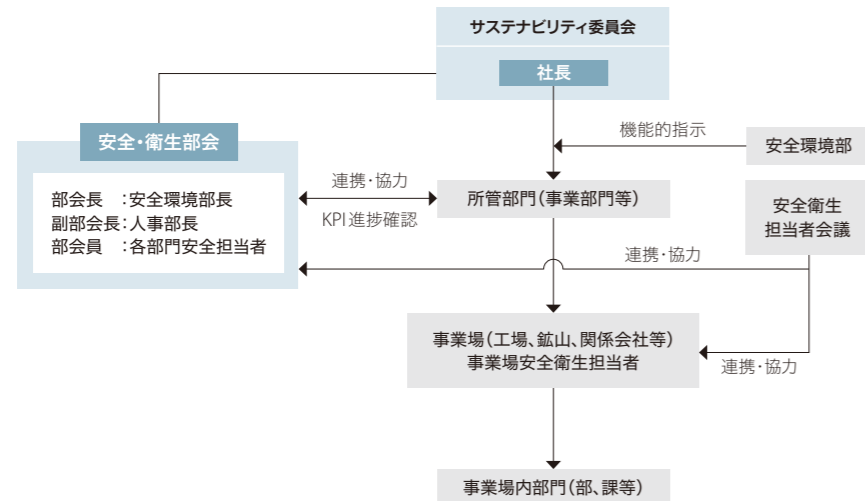 サステナビリティ委員会
社長
機能的指示
安全環境部
安全・衛生部会
部会長　：安全環境部長
副部会長：人事部長
部会員　：各部門安全担当者
連携・協力
KPI進捗確認
所管部門（事業部門等）
安全衛生
担当者会議
連携・協力
事業場（工場、鉱山、関係会社等）
事業場安全衛生担当者
連携・協力
事業場内部門（部、課等）